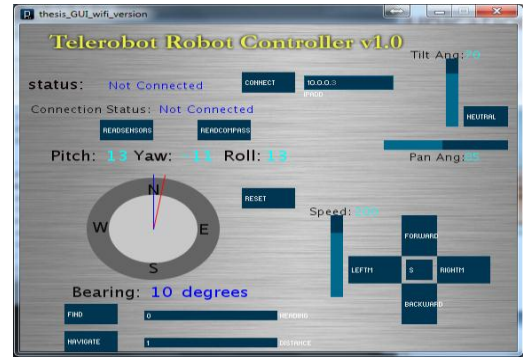 thesis_GUI_wifi_version
Telerobot Robot Controller v1.0
Tilt Ang:
status: Not Connected
CONNECT
10.0.0.3
Connection Status: Not Connected
NEUTRAL
READSENSORS
READCOMPASS
Pitch: 13 Yaw: -11 Roll: 13
Pan Ang:
N
W
E
S
RESET
Speed:
FORWARD
LEFTM
S
RIGHTM
BACKWARD
Bearing: 10 degrees
FIND
0
HEADING
NAVIGATE
1
DISTANCE